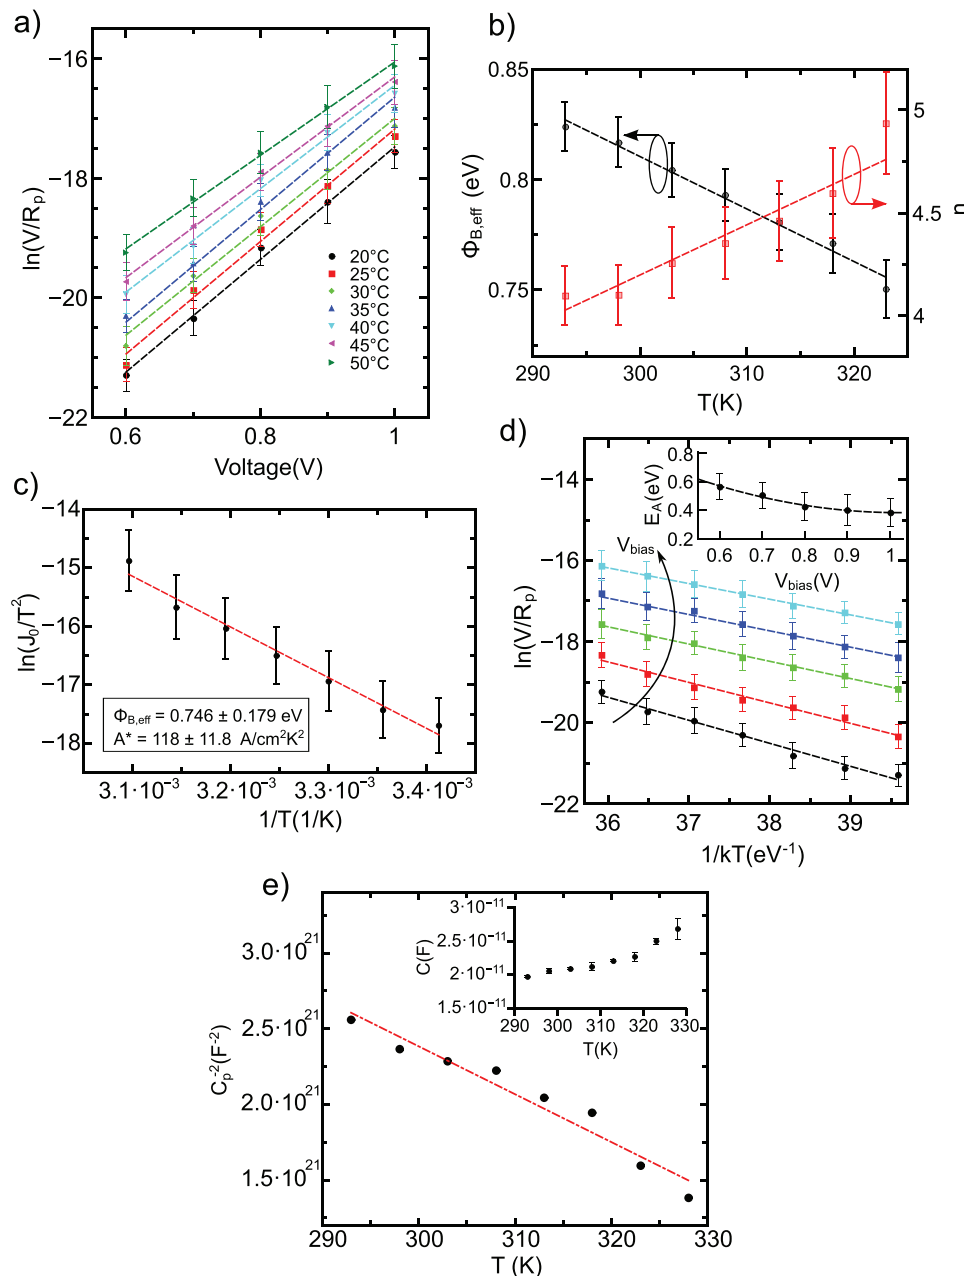 a)
ln(V/Rp)
−16
−18
−20
−22
0.6
0.8
1
Voltage(V)
20°C
25°C
30°C
35°C
40°C
45°C
50°C
b)
ΦB,eff (eV)
0.85
0.8
0.75
290
300
310
320
T(K)
5
4.5
4
n
c)
ln(J0/T²)
−14
−15
−16
−17
−18
ΦB,eff = 0.746 ± 0.179 eV
A* = 118 ± 11.8 A/cm²K²
3.1·10⁻³
3.2·10⁻³
3.3·10⁻³
3.4·10⁻³
1/T(1/K)
d)
ln(V/Rp)
−14
−16
−18
−20
−22
36
37
38
39
1/kT(eV⁻¹)
Vbias
EA(eV)
0.8
0.6
0.4
0.2
0.6
0.7
0.8
0.9
1
Vbias(V)
e)
Cp⁻²(F⁻²)
3.0·10²¹
2.5·10²¹
2.0·10²¹
1.5·10²¹
290
300
310
320
330
T (K)
C(F)
3·10⁻¹¹
2.5·10⁻¹¹
2·10⁻¹¹
1.5·10⁻¹¹
290
300
310
320
330
T(K)